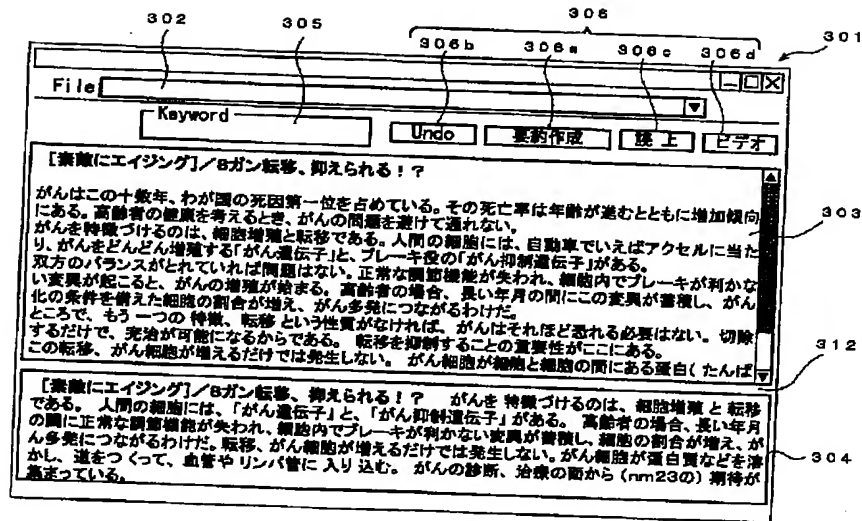 306
302 305 301
306b 306a 306c 306d
File
Keyword
Undo 要約作成 読上 ビデオ
[素敵にエイジング]/8ガン転移、抑えられる!?
がんはこの十数年、わが国の死因第一位を占めている。その死亡率は年齢が進むとともに増加傾向
にある。高齢者の健康を考えるとき、がんの問題を避けて通れない。
303
がんを特徴づけるのは、細胞増殖と転移である。人間の細胞には、自動車でいえばアクセルに当た
り、がんをどんどん増殖する「がん遺伝子」と、ブレーキ役の「がん抑制遺伝子」がある。
双方のバランスがとれていれば問題はない。正常な調節機能が失われ、細胞内でブレーキが利かな
い変異が起こると、がんの増殖が始まる。高齢者の場合、長い年月の間にこの変異が蓄積し、がん
化の条件を備えた細胞の割合が増え、がん多発につながるわけだ。
ところで、もう一つの特徴、転移という性質がなければ、がんはそれほど恐れる必要はない。切除
するだけで、完治が可能になるからである。 転移を抑制することの重要性がここにある。
312
この転移、がん細胞が増えるだけでは発生しない。 がん細胞が細胞と細胞の間にある蛋白(たんぱ
[素敵にエイジング]/8ガン転移、抑えられる!? がんを 特徴づけるのは、細胞増殖 と 転移
である。 人間の細胞には、「がん遺伝子」と、「がん抑制遺伝子」がある。 高齢者の場合、長い年月
の間に正常な調節機能が失われ、細胞内でブレーキが利かない変異が蓄積し、細胞の割合が増え、が
ん多発につながるわけだ。転移、がん細胞が増えるだけでは発生しない。がん細胞が蛋白質などを溶
304
かし、道をつくって、血管や リンパ管に 入り 込む。 がんの診断、治療の面から (nm23の) 期待が
集まっている。